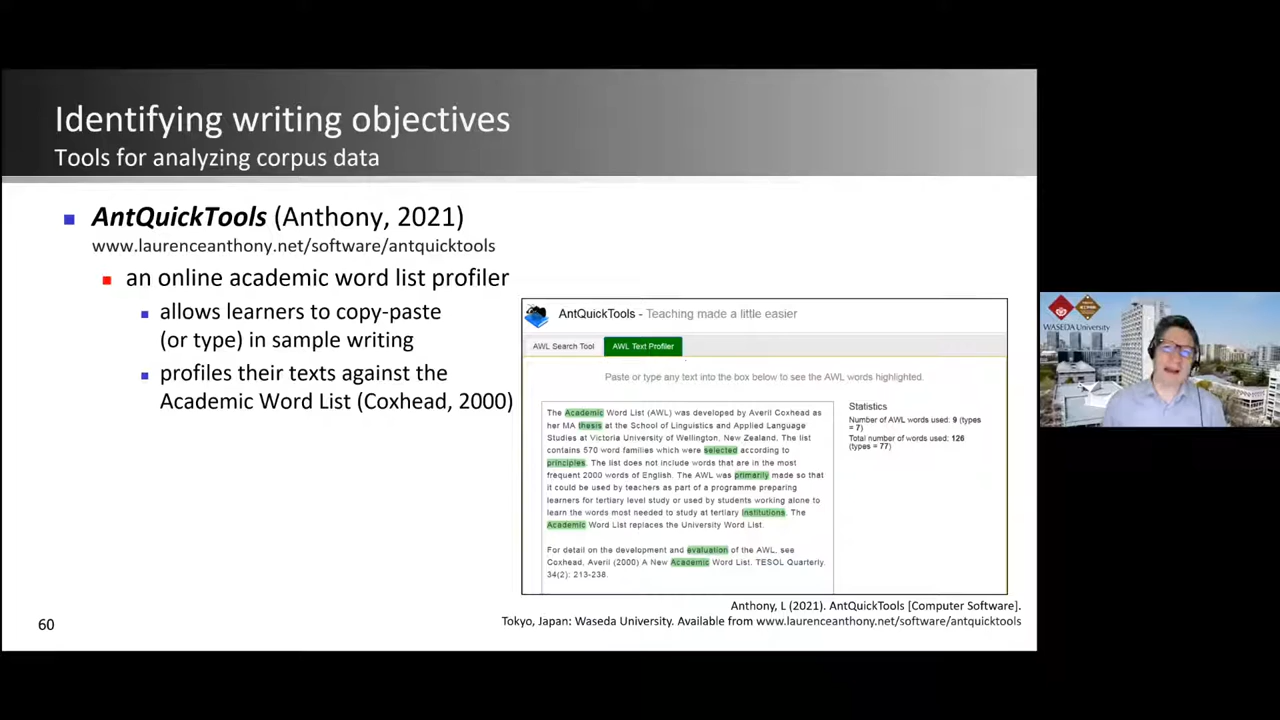 Identifying writing objectives
Tools for analyzing corpus data
AntQuickTools (Anthony, 2021)
www.laurenceanthony.net/software/antquicktools
an online academic word list profiler
allows learners to copy-paste
(or type) in sample writing
profiles their texts against the
Academic Word List (Coxhead, 2000)
AntQuickTools - Teaching made a little easier
AWL Search Tool
AWL Text Profiler
Paste or type any text into the box below to see the AWL words highlighted.
The Academic Word List (AWL) was developed by Averil Coxhead as
her MA thesis at the School of Linguistics and Applied Language
Studies at Victoria University of Wellington, New Zealand. The list
contains 570 word families which were selected according to
principles. The list does not include words that are in the most
frequent 2000 words of English. The AWL was primarily made so that
it could be used by teachers as part of a programme preparing
learners for tertiary level study or used by students working alone to
learn the words most needed to study at tertiary institutions. The
Academic Word List replaces the University Word List.
For detail on the development and evaluation of the AWL, see
Coxhead, Averil (2000) A New Academic Word List. TESOL Quarterly.
34(2): 213-238.
Statistics
Number of AWL words used: 9 (types
= 7)
Total number of words used: 126
(types = 77)
Anthony, L (2021). AntQuickTools [Computer Software].
Tokyo, Japan: Waseda University. Available from www.laurenceanthony.net/software/antquicktools
60
WASEDA University